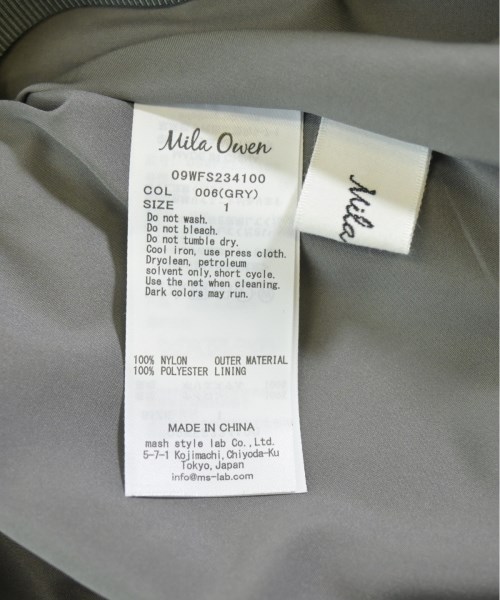 Mila Owen
09WFS234100
COL 006(GRY)
SIZE 1
Do not wash.
Do not bleach.
Do not tumble dry.
Cool iron, use press cloth.
Dryclean, petroleum
solvent only,short cycle.
Use the net when cleaning.
Dark colors may run.
100% NYLON OUTER MATERIAL
100% POLYESTER LINING
MADE IN CHINA
mash style lab Co.,Ltd.
5-7-1 Kojimachi,Chiyoda-Ku
Tokyo,Japan
info@ms-lab.com
Mila